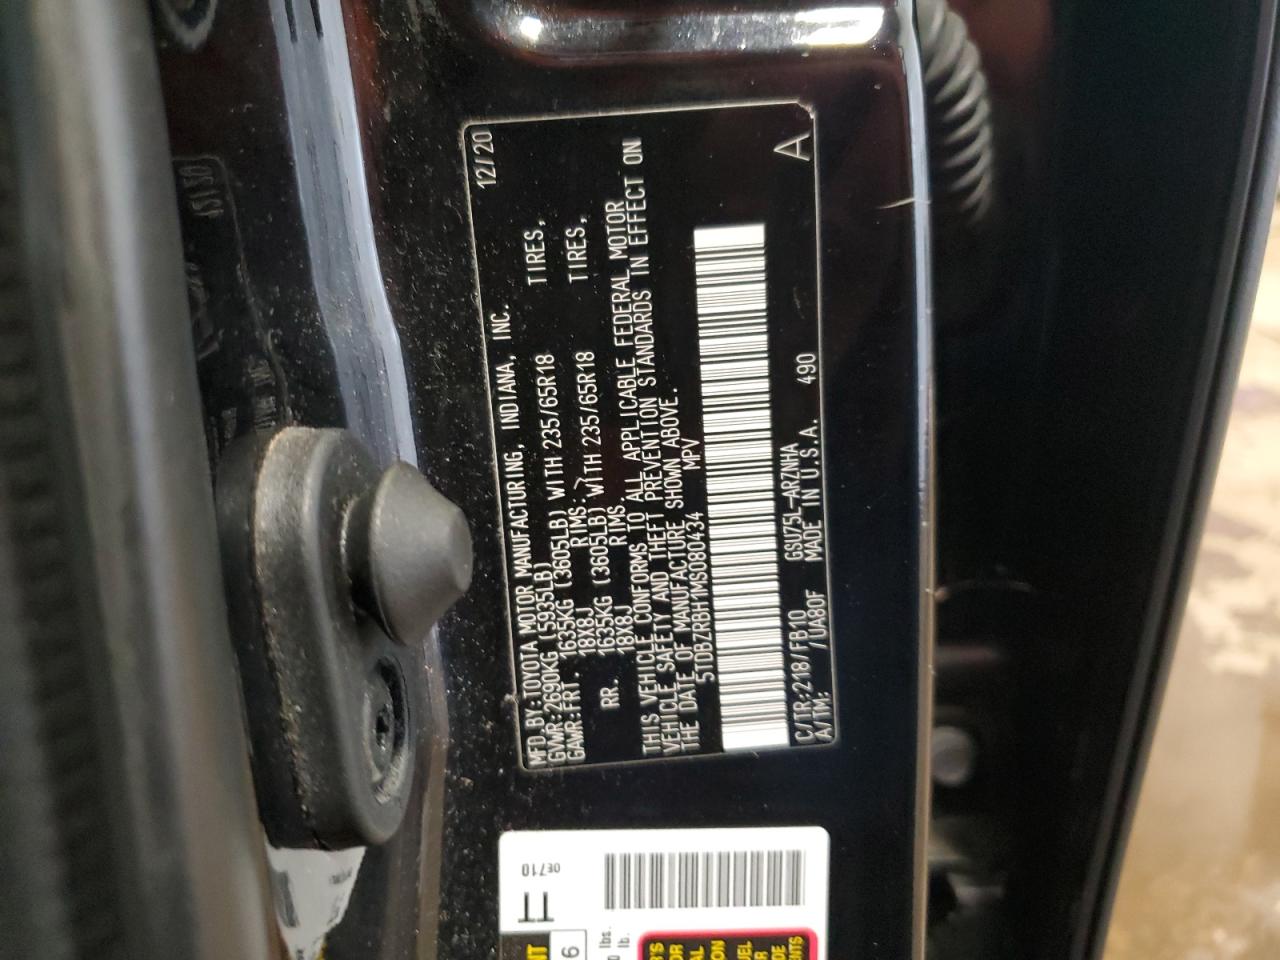 MFD.BY:TOYOTA MOTOR MANUFACTURING, INDIANA, INC. 12/20
GVWR:2690KG (5935LB)
GAWR:FRT. 1635KG (3605LB) WITH 235/65R18 TIRES,
18X8J RIMS,
RR. 1635KG (3605LB) WITH 235/65R18 TIRES,
18X8J RIMS.
THIS VEHICLE CONFORMS TO ALL APPLICABLE FEDERAL MOTOR
VEHICLE SAFETY AND THEFT PREVENTION STANDARDS IN EFFECT ON
THE DATE OF MANUFACTURE SHOWN ABOVE.
5TDBZRBH1MS080434 MPV
C/TR:218/FB10 GSU75L-ARZNHA
A/TM: /UA80F MADE IN U.S.A. 490 A
0E710
NT
6
lbs.
lb.